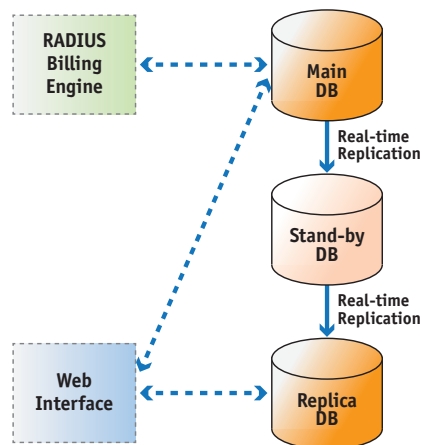 RADIUS
Billing
Engine
Main
DB
Real-time
Replication
Stand-by
DB
Real-time
Replication
Web
Interface
Replica
DB